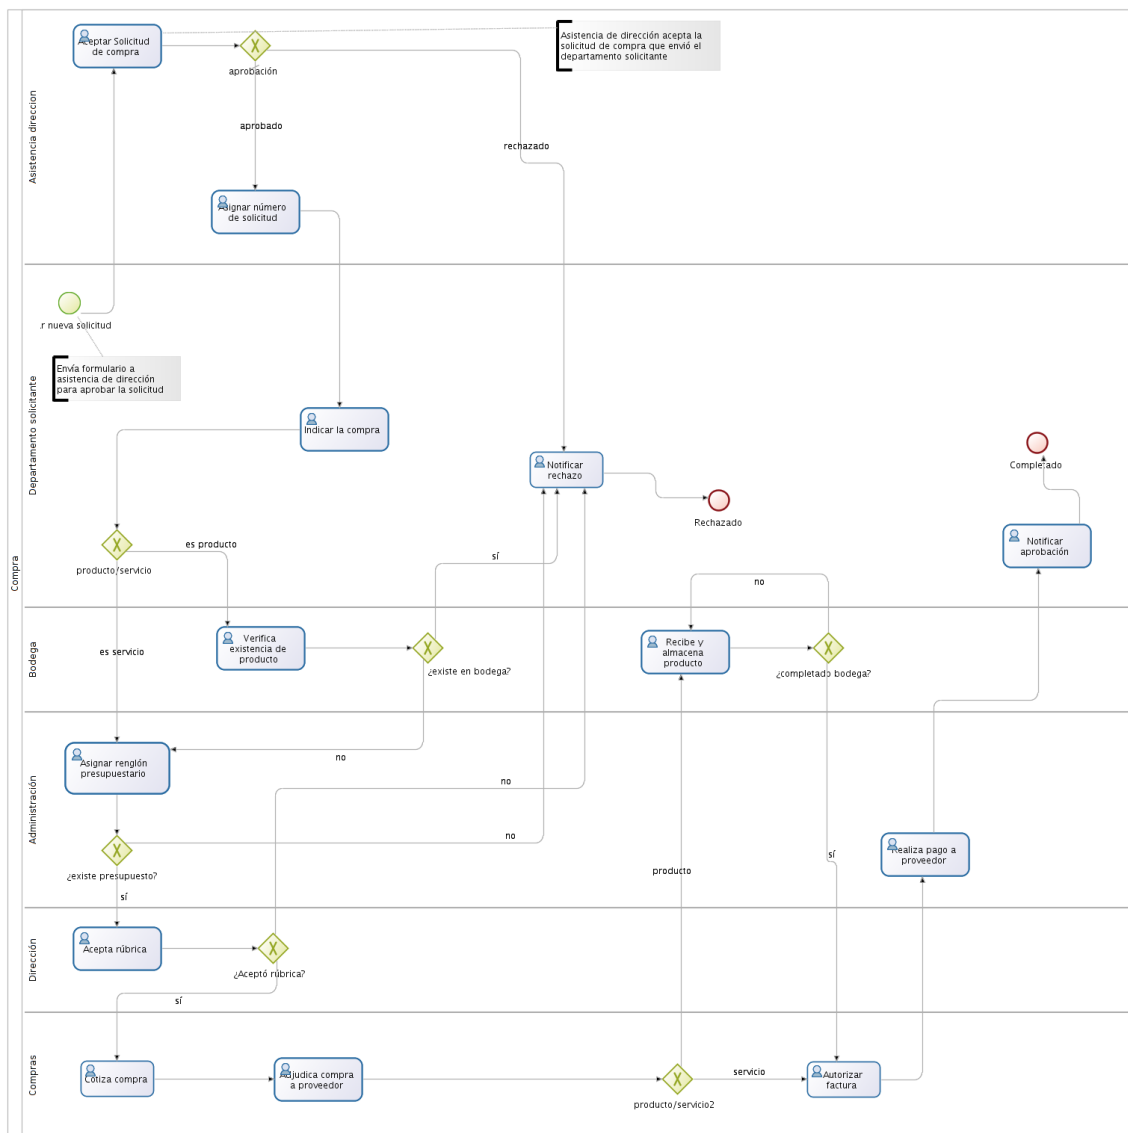 Compra
Asistencia direccion
Aceptar Solicitud
de compra
aprobación
Asistencia de dirección acepta la
solicitud de compra que envió el
departamento solicitante
aprobado
rechazado
Asignar número
de solicitud
Departamento solicitante
r nueva solicitud
Envía formulario a
asistencia de dirección
para aprobar la solicitud
Indicar la compra
Notificar
rechazo
Rechazado
Completado
Notificar
aprobación
producto/servicio
es producto
sí
no
Bodega
es servicio
Verifica
existencia de
producto
¿existe en bodega?
Recibe y
almacena
producto
¿completado bodega?
Administración
Asignar renglón
presupuestario
no
no
no
¿existe presupuesto?
sí
producto
sí
Realiza pago a
proveedor
Dirección
Acepta rúbrica
¿Aceptó rúbrica?
sí
Compras
Cotiza compra
Adjudica compra
a proveedor
producto/servicio2
servicio
Autorizar
factura